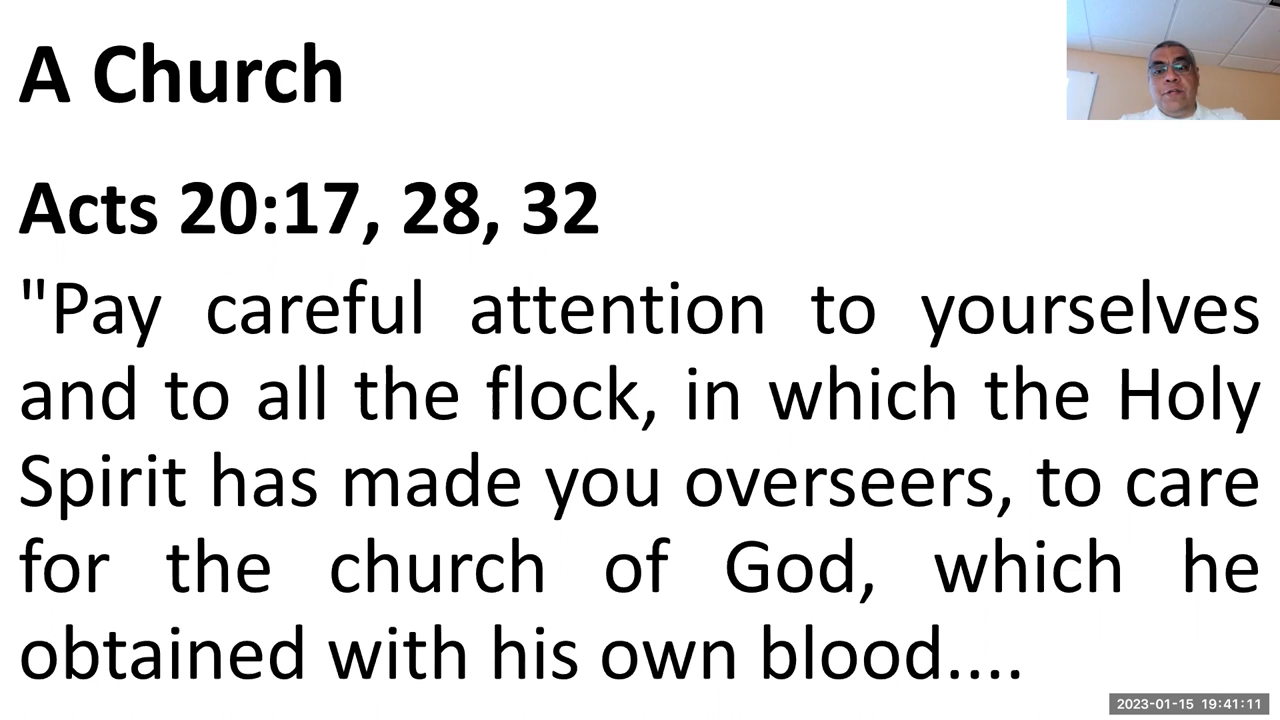 A Church
Acts 20:17, 28, 32
"Pay careful attention to yourselves
and to all the flock, in which the Holy
Spirit has made you overseers, to care
for the church of God, which he
obtained with his own blood....
2023-01-15 19:41:11